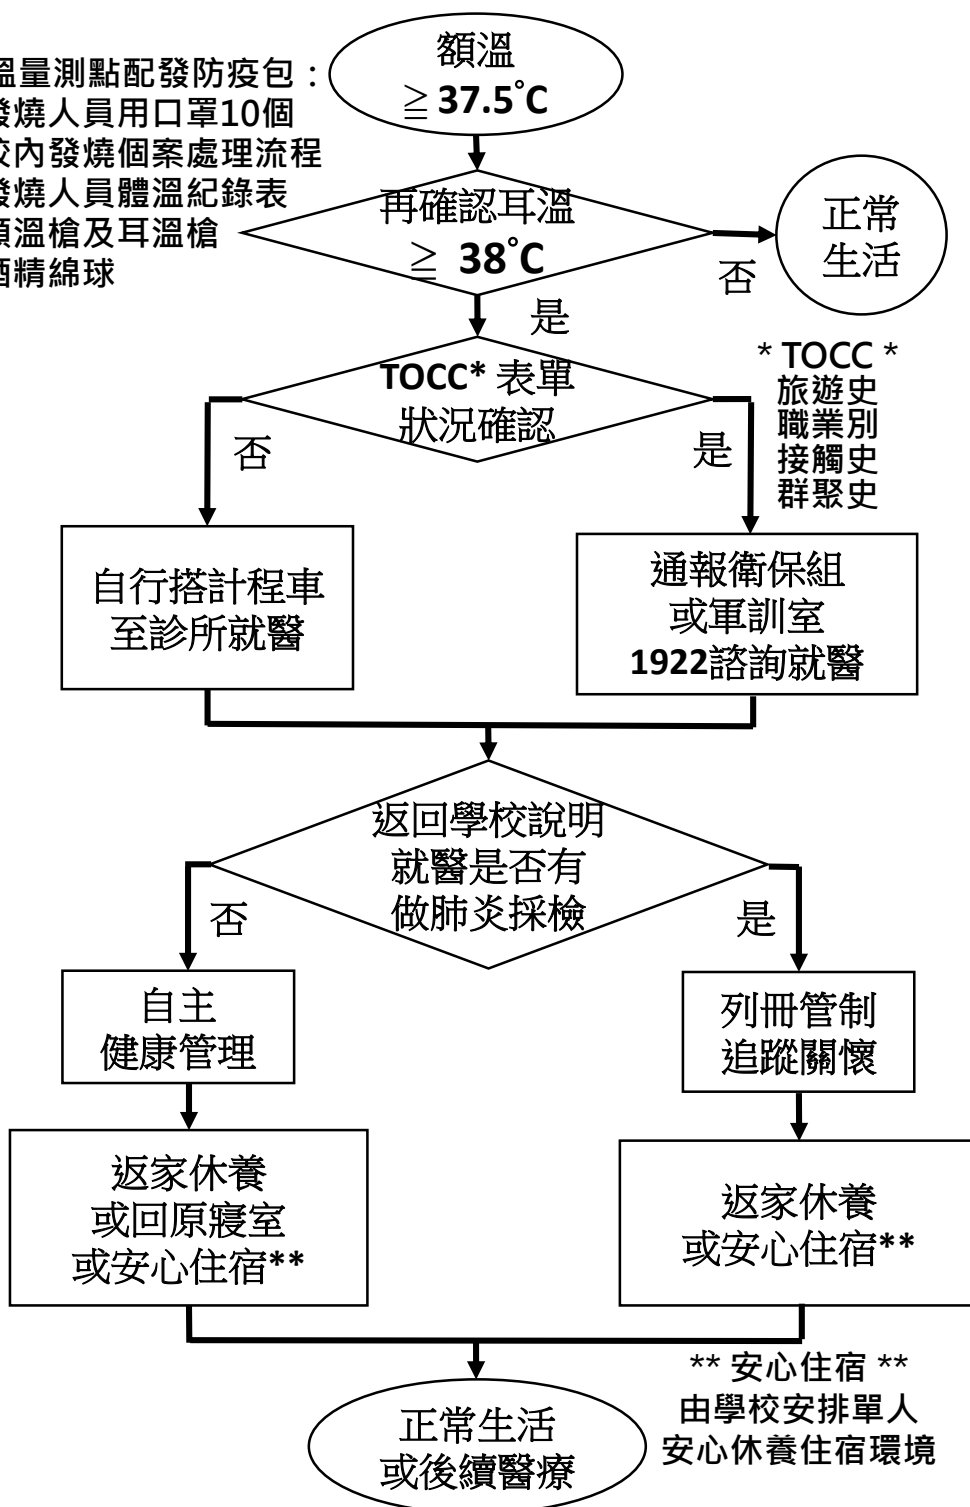 額溫
≧ 37.5°C
溫量測點配發防疫包：
發燒人員用口罩10個
校內發燒個案處理流程
發燒人員體溫紀錄表
額溫槍及耳溫槍
酒精綿球
再確認耳溫
≧ 38°C
否
正常
生活
是
TOCC* 表單
狀況確認
* TOCC *
旅遊史
職業別
接觸史
群聚史
否
是
自行搭計程車
至診所就醫
通報衛保組
或軍訓室
1922諮詢就醫
返回學校說明
就醫是否有
做肺炎採檢
否
是
自主
健康管理
列冊管制
追蹤關懷
返家休養
或回原寢室
或安心住宿**
返家休養
或安心住宿**
** 安心住宿 **
由學校安排單人
安心休養住宿環境
正常生活
或後續醫療